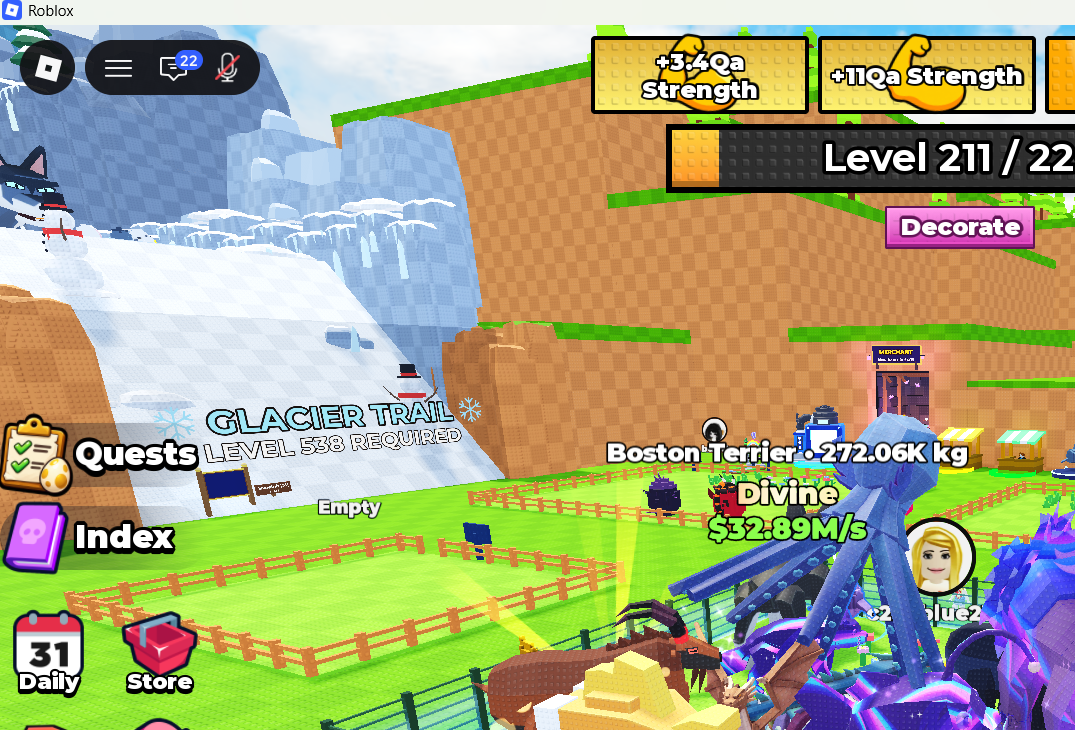 Roblox
22
+3.4Qa
Strength
+11Qa Strength
Level 211 / 22
Decorate
MERCHANT
GLACIER TRAIL
LEVEL 538 REQUIRED
Quests
Boston Terrier • 272.06K kg
Divine
$32.89M/s
Empty
Index
31
Daily
Store